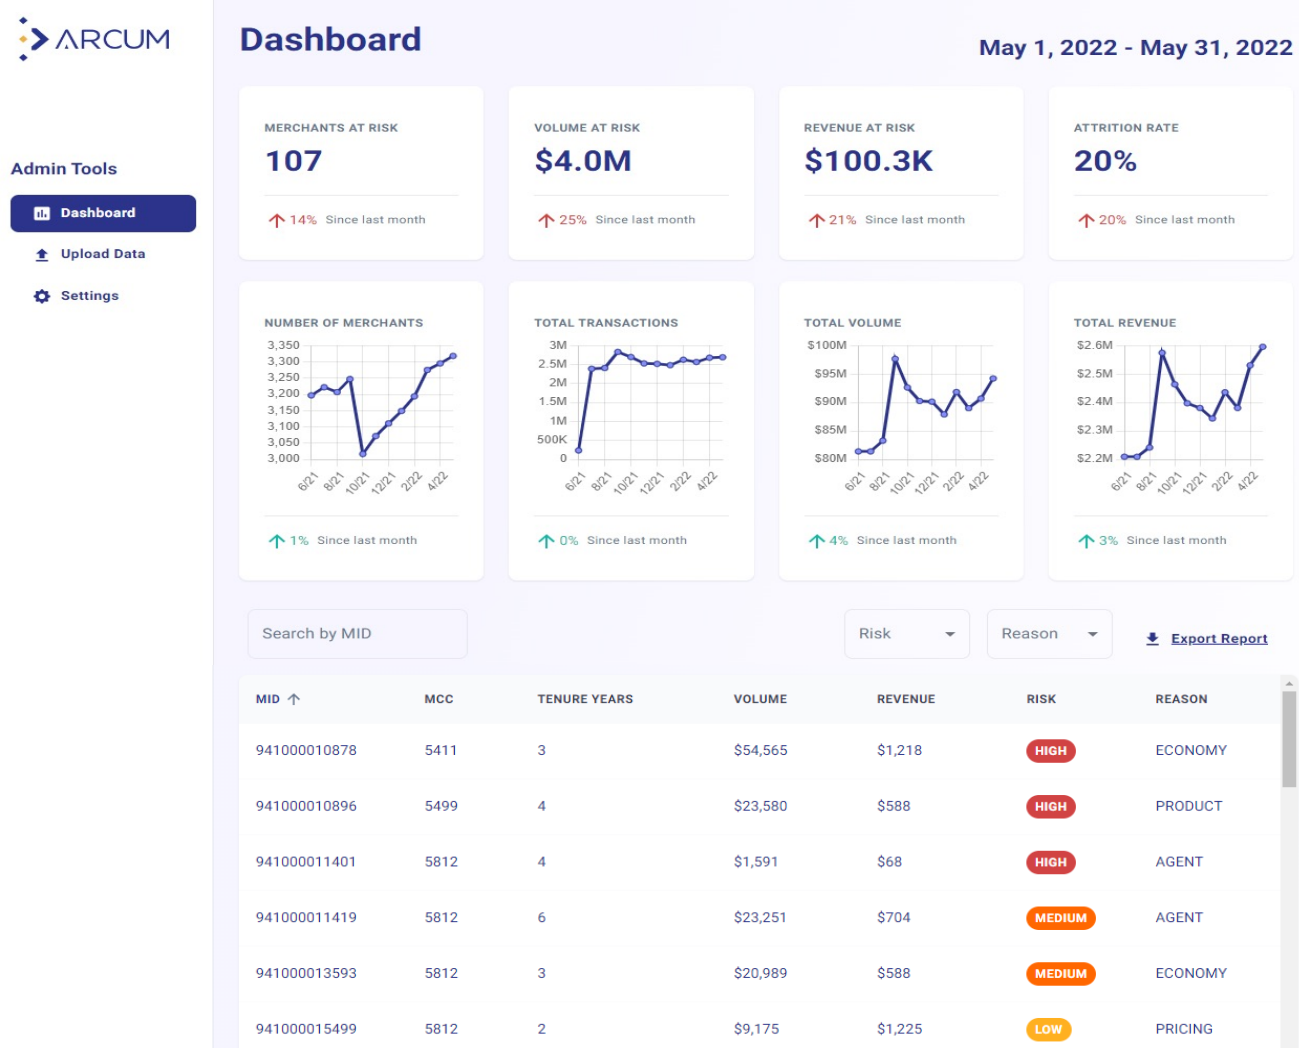 ARCUM
Dashboard
May 1, 2022 - May 31, 2022
Admin Tools
Dashboard
Upload Data
Settings
MERCHANTS AT RISK
107
14% Since last month
VOLUME AT RISK
$4.0M
25% Since last month
REVENUE AT RISK
$100.3K
21% Since last month
ATTRITION RATE
20%
20% Since last month
NUMBER OF MERCHANTS
3,350
3,300
3,250
3,200
3,150
3,100
3,050
3,000
6/21 8/21 10/21 12/21 2/22 4/22
1% Since last month
TOTAL TRANSACTIONS
3M
2.5M
2M
1.5M
1M
500K
0
6/21 8/21 10/21 12/21 2/22 4/22
0% Since last month
TOTAL VOLUME
$100M
$95M
$90M
$85M
$80M
6/21 8/21 10/21 12/21 2/22 4/22
4% Since last month
TOTAL REVENUE
$2.6M
$2.5M
$2.4M
$2.3M
$2.2M
6/21 8/21 10/21 12/21 2/22 4/22
3% Since last month
Search by MID
Risk
Reason
Export Report
MID MCC TENURE YEARS VOLUME REVENUE RISK REASON
941000010878 5411 3 $54,565 $1,218 HIGH ECONOMY
941000010896 5499 4 $23,580 $588 HIGH PRODUCT
941000011401 5812 4 $1,591 $68 HIGH AGENT
941000011419 5812 6 $23,251 $704 MEDIUM AGENT
941000013593 5812 3 $20,989 $588 MEDIUM ECONOMY
941000015499 5812 2 $9,175 $1,225 LOW PRICING